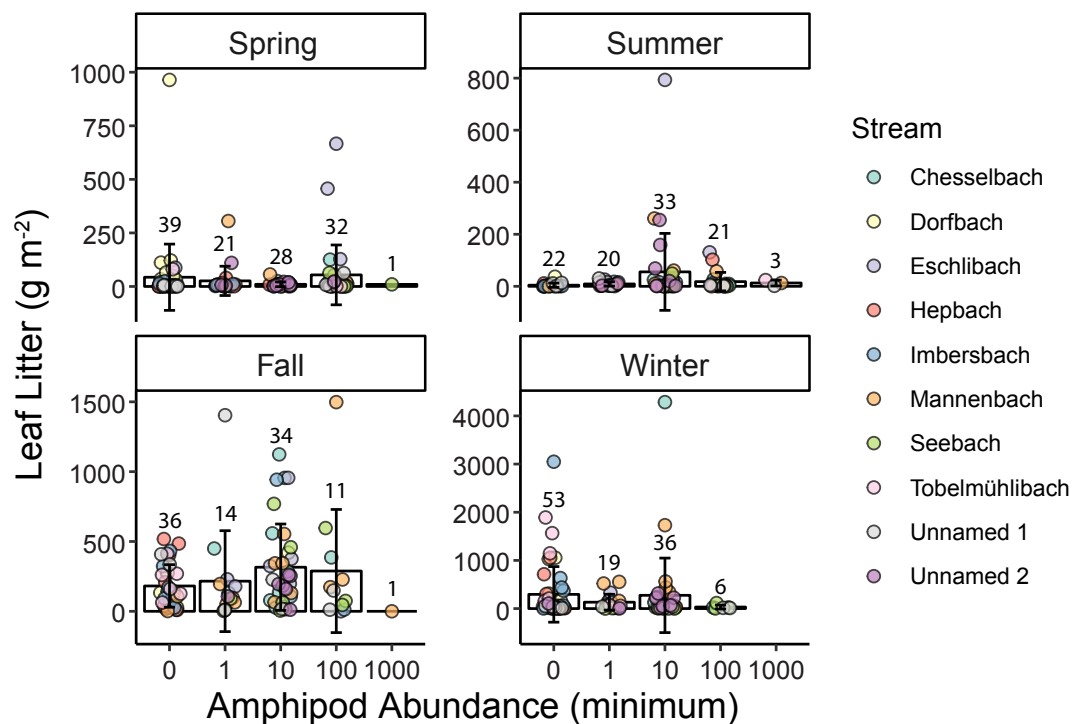 Spring
Summer
1000
750
500
250
0
39
21
28
32
1
800
600
400
200
0
22
20
33
21
3
Fall
Winter
1500
1000
500
0
36
14
34
11
1
0 1 10 100 1000
4000
3000
2000
1000
0
53
19
36
6
0 1 10 100 1000
Leaf Litter (g m⁻²)
Amphipod Abundance (minimum)
Stream
Chesselbach
Dorfbach
Eschlibach
Hepbach
Imbersbach
Mannenbach
Seebach
Tobelmühlibach
Unnamed 1
Unnamed 2